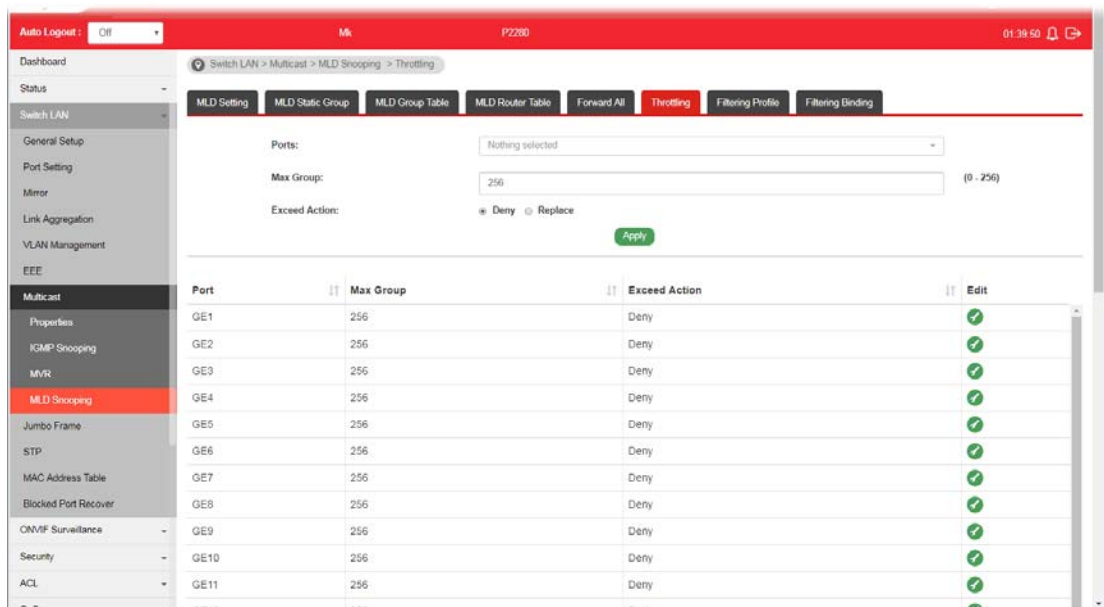 Auto Logout : Off Mk P2280 01:39:50
Dashboard
Status
Switch LAN
General Setup
Port Setting
Mirror
Link Aggregation
VLAN Management
EEE
Multicast
Properties
IGMP Snooping
MVR
MLD Snooping
Jumbo Frame
STP
MAC Address Table
Blocked Port Recover
ONVIF Surveillance
Security
ACL
Switch LAN > Multicast > MLD Snooping > Throttling
MLD Setting MLD Static Group MLD Group Table MLD Router Table Forward All Throttling Filtering Profile Filtering Binding
Ports: Nothing selected
Max Group: 256 (0 - 256)
Exceed Action: Deny Replace
Apply
Port Max Group Exceed Action Edit
GE1 256 Deny
GE2 256 Deny
GE3 256 Deny
GE4 256 Deny
GE5 256 Deny
GE6 256 Deny
GE7 256 Deny
GE8 256 Deny
GE9 256 Deny
GE10 256 Deny
GE11 256 Deny